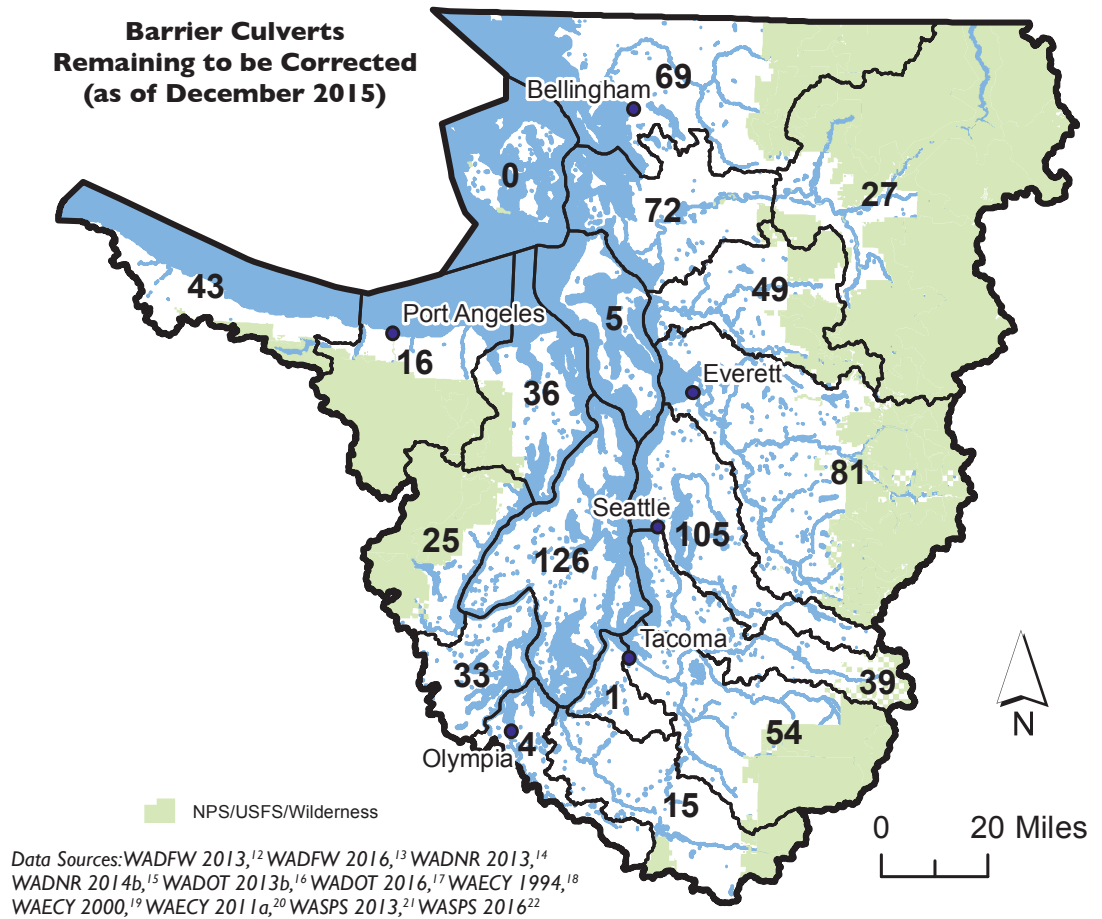 Barrier Culverts
Remaining to be Corrected
(as of December 2015)
69
Bellingham
0
27
72
43
49
Port Angeles
5
16
Everett
36
81
Seattle
105
25
126
Tacoma
33
39
1
54
Olympia
4
N
15
NPS/USFS/Wilderness
0 20 Miles
Data Sources: WADFW 2013,¹² WADFW 2016,¹³ WADNR 2013,¹⁴
WADNR 2014b,¹⁵ WADOT 2013b,¹⁶ WADOT 2016,¹⁷ WAECY 1994,¹⁸
WAECY 2000,¹⁹ WAECY 2011a,²⁰ WASPS 2013,²¹ WASPS 2016²²